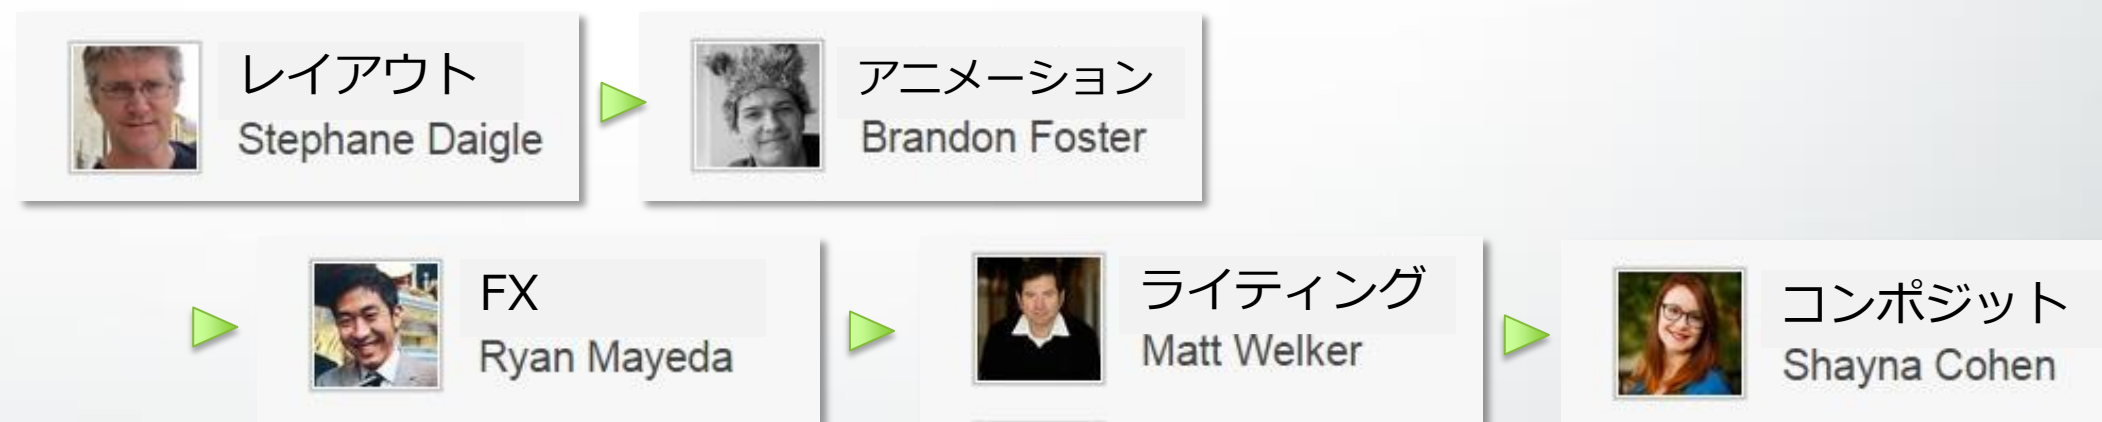 レイアウト
Stephane Daigle
アニメーション
Brandon Foster
FX
Ryan Mayeda
ライティング
Matt Welker
コンポジット
Shayna Cohen